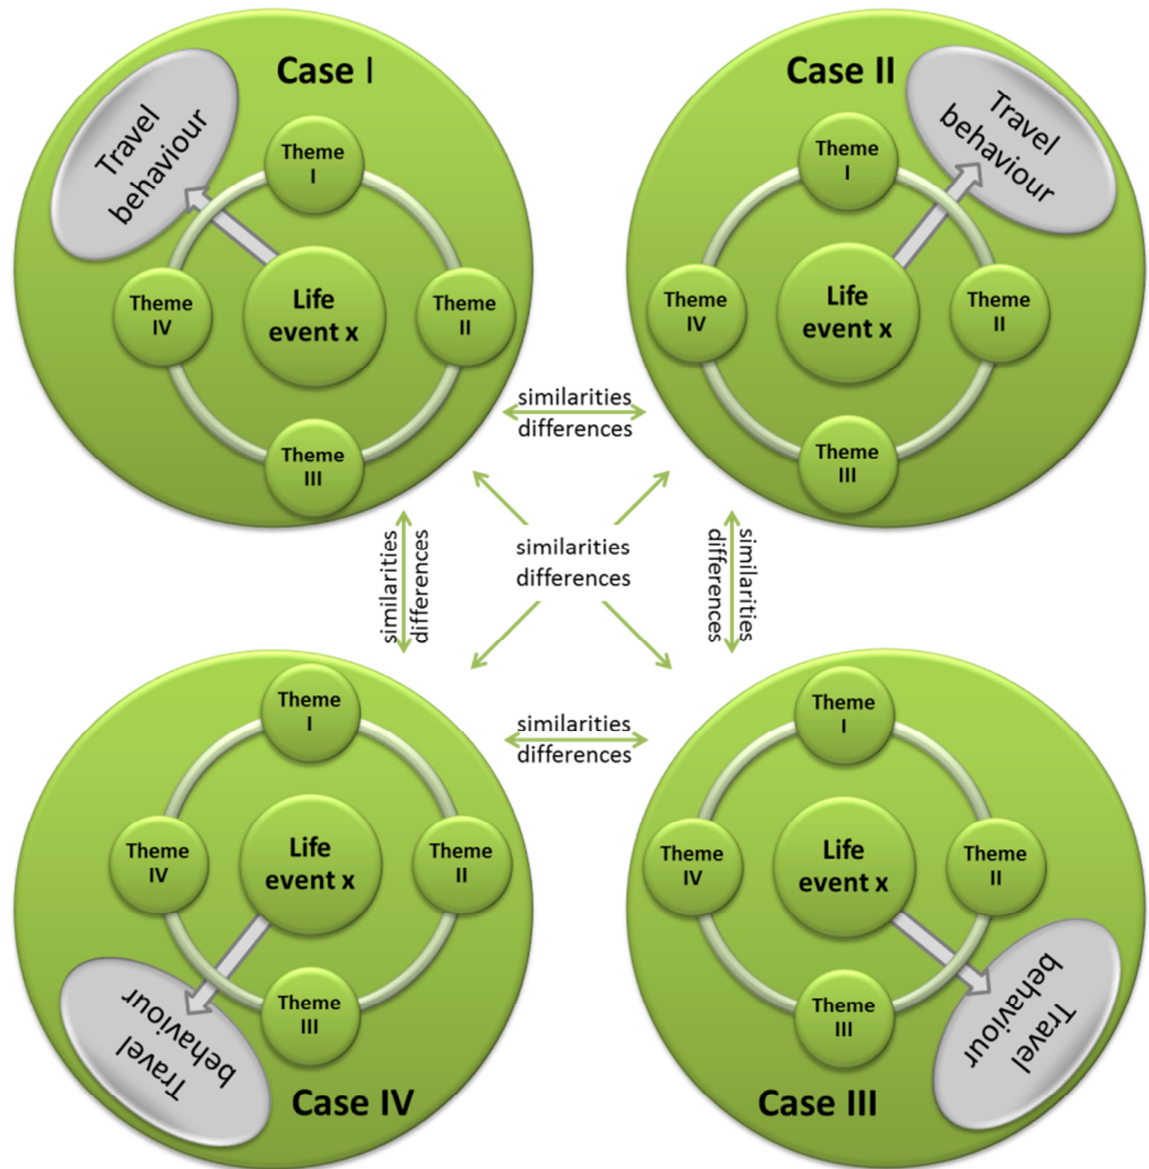 Case I
Travel
behaviour
Theme
I
Theme
IV
Life
event x
Theme
II
Theme
III
Case II
Travel
behaviour
Theme
I
Theme
IV
Life
event x
Theme
II
Theme
III
similarities
differences
similarities
differences
similarities
differences
similarities
differences
similarities
differences
Theme
I
Theme
IV
Life
event x
Theme
II
Theme
III
Travel
behaviour
Case IV
Theme
I
Theme
IV
Life
event x
Theme
II
Theme
III
Travel
behaviour
Case III